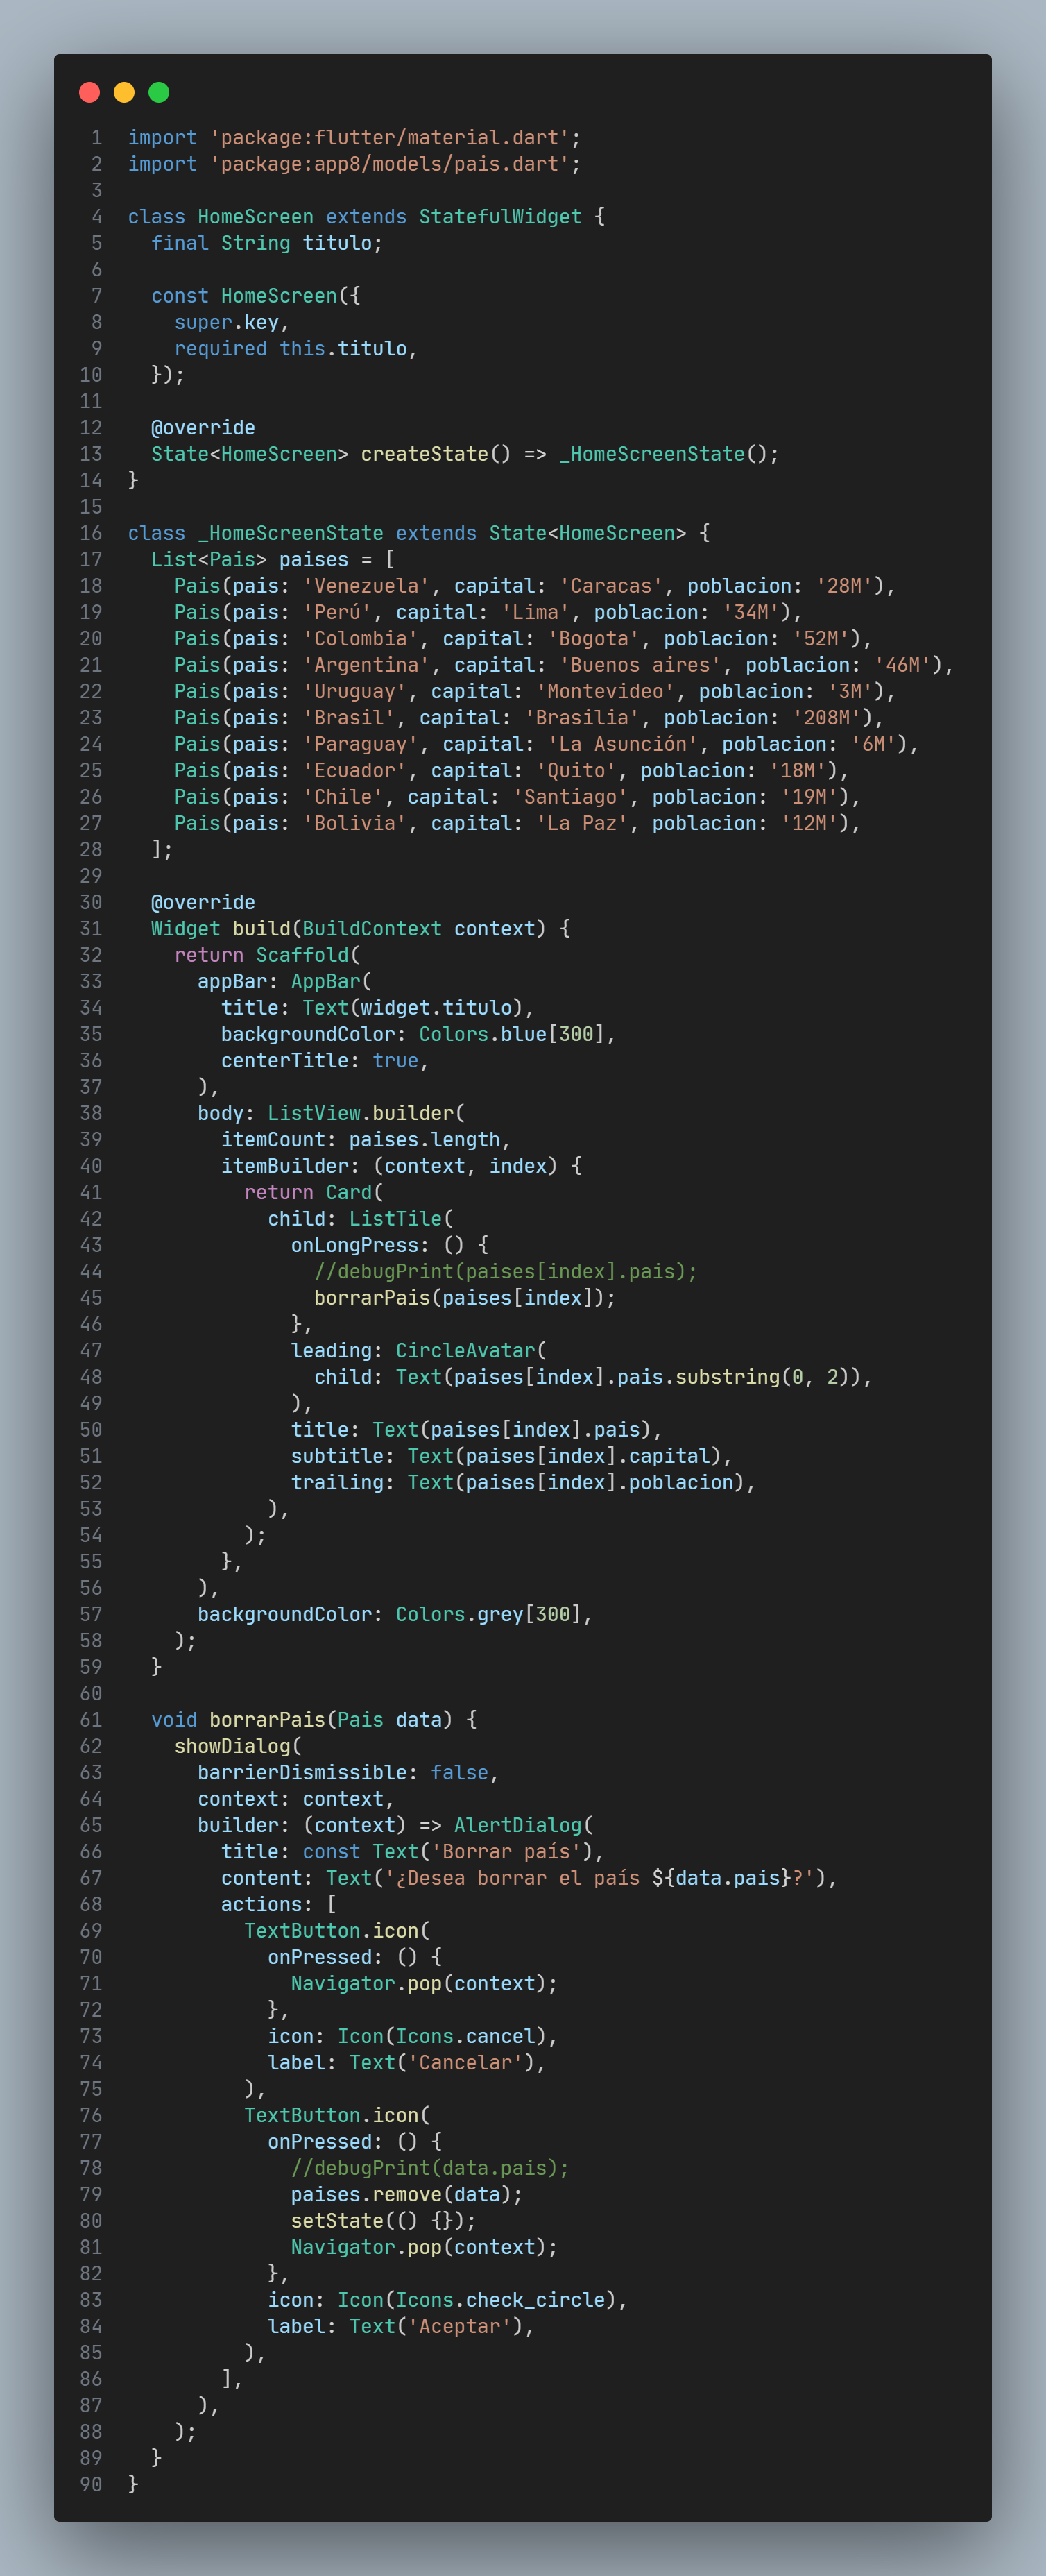 1 import 'package:flutter/material.dart';
2 import 'package:app8/models/pais.dart';
3
4 class HomeScreen extends StatefulWidget {
5   final String titulo;
6
7   const HomeScreen({
8     super.key,
9     required this.titulo,
10   });
11
12   @override
13   State<HomeScreen> createState() => _HomeScreenState();
14 }
15
16 class _HomeScreenState extends State<HomeScreen> {
17   List<Pais> paises = [
18     Pais(pais: 'Venezuela', capital: 'Caracas', poblacion: '28M'),
19     Pais(pais: 'Perú', capital: 'Lima', poblacion: '34M'),
20     Pais(pais: 'Colombia', capital: 'Bogota', poblacion: '52M'),
21     Pais(pais: 'Argentina', capital: 'Buenos aires', poblacion: '46M'),
22     Pais(pais: 'Uruguay', capital: 'Montevideo', poblacion: '3M'),
23     Pais(pais: 'Brasil', capital: 'Brasilia', poblacion: '208M'),
24     Pais(pais: 'Paraguay', capital: 'La Asunción', poblacion: '6M'),
25     Pais(pais: 'Ecuador', capital: 'Quito', poblacion: '18M'),
26     Pais(pais: 'Chile', capital: 'Santiago', poblacion: '19M'),
27     Pais(pais: 'Bolivia', capital: 'La Paz', poblacion: '12M'),
28   ];
29
30   @override
31   Widget build(BuildContext context) {
32     return Scaffold(
33       appBar: AppBar(
34         title: Text(widget.titulo),
35         backgroundColor: Colors.blue[300],
36         centerTitle: true,
37       ),
38       body: ListView.builder(
39         itemCount: paises.length,
40         itemBuilder: (context, index) {
41           return Card(
42             child: ListTile(
43               onLongPress: () {
44                 //debugPrint(paises[index].pais);
45                 borrarPais(paises[index]);
46               },
47               leading: CircleAvatar(
48                 child: Text(paises[index].pais.substring(0, 2)),
49               ),
50               title: Text(paises[index].pais),
51               subtitle: Text(paises[index].capital),
52               trailing: Text(paises[index].poblacion),
53             ),
54           );
55         },
56       ),
57       backgroundColor: Colors.grey[300],
58     );
59   }
60
61   void borrarPais(Pais data) {
62     showDialog(
63       barrierDismissible: false,
64       context: context,
65       builder: (context) => AlertDialog(
66         title: const Text('Borrar país'),
67         content: Text('¿Desea borrar el país ${data.pais}?'),
68         actions: [
69           TextButton.icon(
70             onPressed: () {
71               Navigator.pop(context);
72             },
73             icon: Icon(Icons.cancel),
74             label: Text('Cancelar'),
75           ),
76           TextButton.icon(
77             onPressed: () {
78               //debugPrint(data.pais);
79               paises.remove(data);
80               setState(() {});
81               Navigator.pop(context);
82             },
83             icon: Icon(Icons.check_circle),
84             label: Text('Aceptar'),
85           ),
86         ],
87       ),
88     );
89   }
90 }